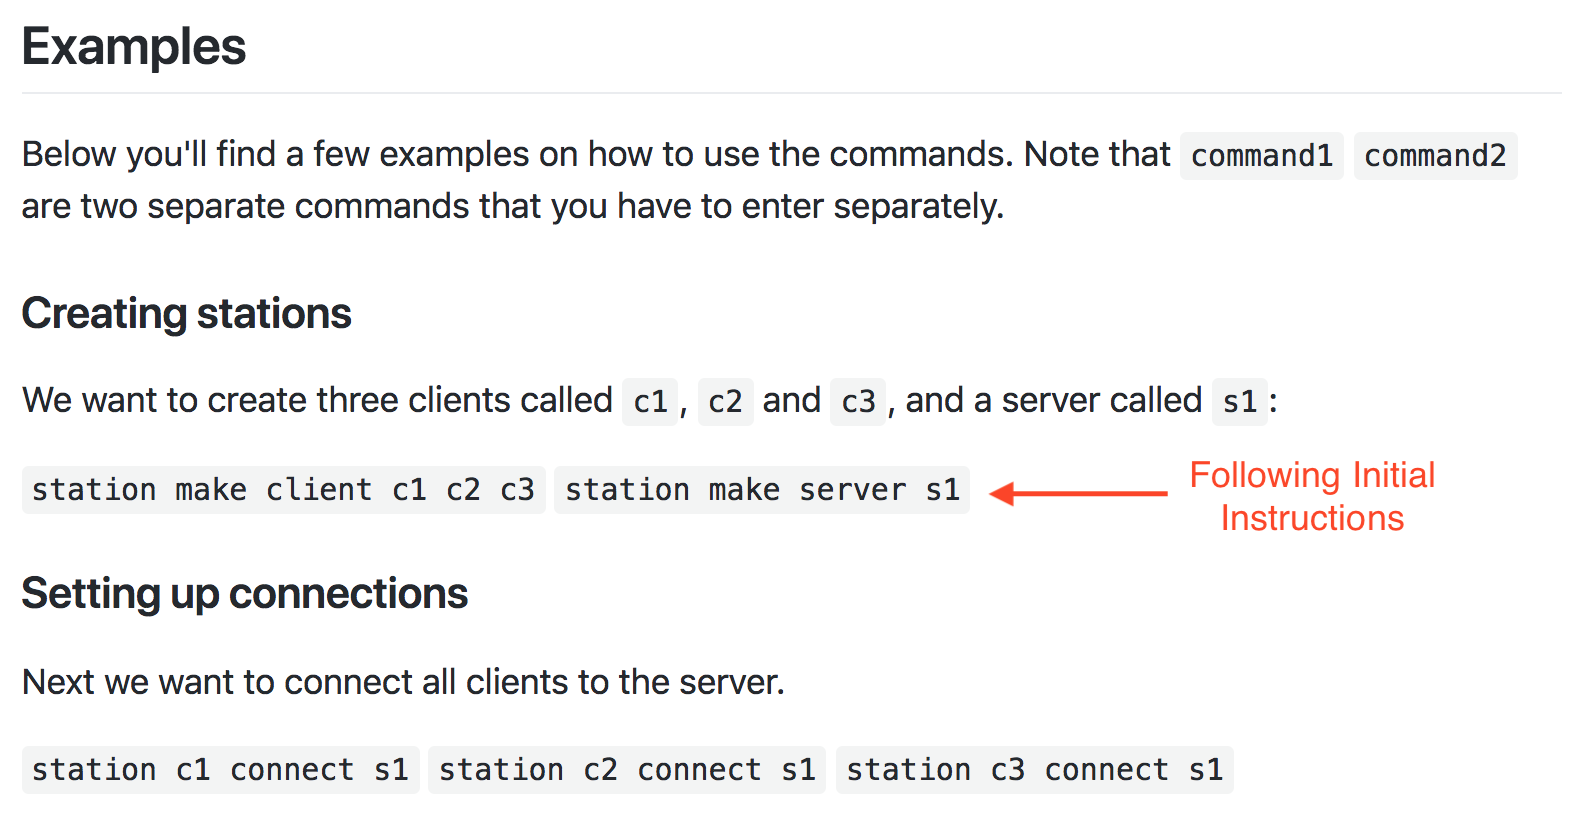 Examples
Below you'll find a few examples on how to use the commands. Note that command1 command2
are two separate commands that you have to enter separately.
Creating stations
We want to create three clients called c1, c2 and c3, and a server called s1:
station make client c1 c2 c3 station make server s1
Following Initial
Instructions
Setting up connections
Next we want to connect all clients to the server.
station c1 connect s1 station c2 connect s1 station c3 connect s1